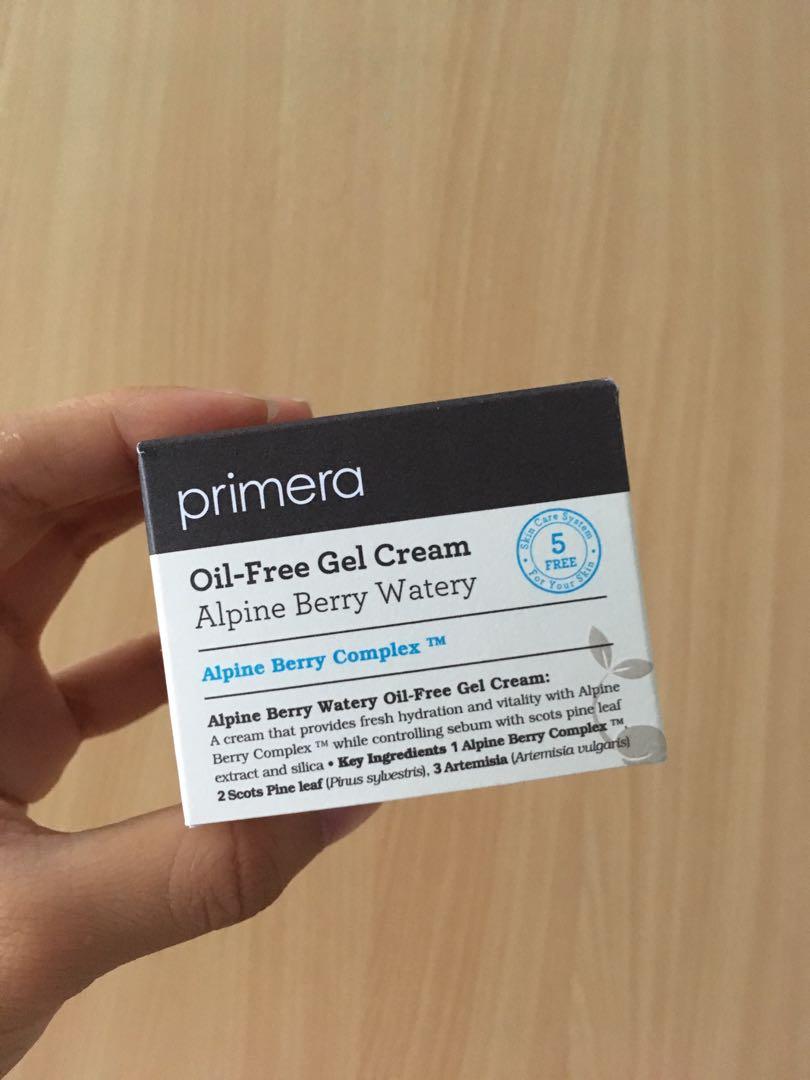 primera
Oil-Free Gel Cream
Alpine Berry Watery
Skin Care System
5
FREE
For Your Skin
Alpine Berry Complex ™
Alpine Berry Watery Oil-Free Gel Cream:
A cream that provides fresh hydration and vitality with Alpine
Berry Complex ™ while controlling sebum with scots pine leaf
extract and silica • Key Ingredients 1 Alpine Berry Complex ™,
2 Scots Pine leaf (Pinus sylvestris), 3 Artemisia (Artemisia vulgaris)